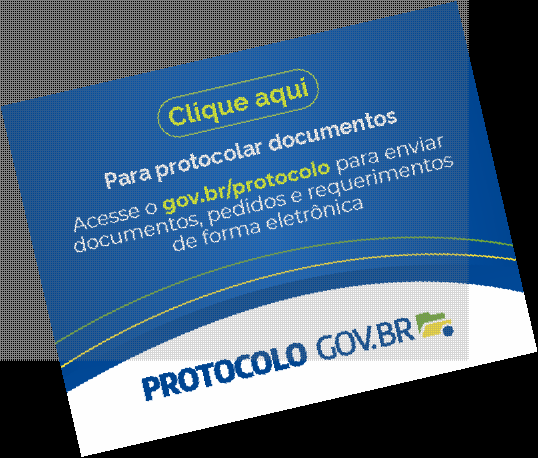 Clique aqui
Para protocolar documentos
Acesse o gov.br/protocolo para enviar
documentos, pedidos e requerimentos
de forma eletrônica
PROTOCOLO GOV.BR